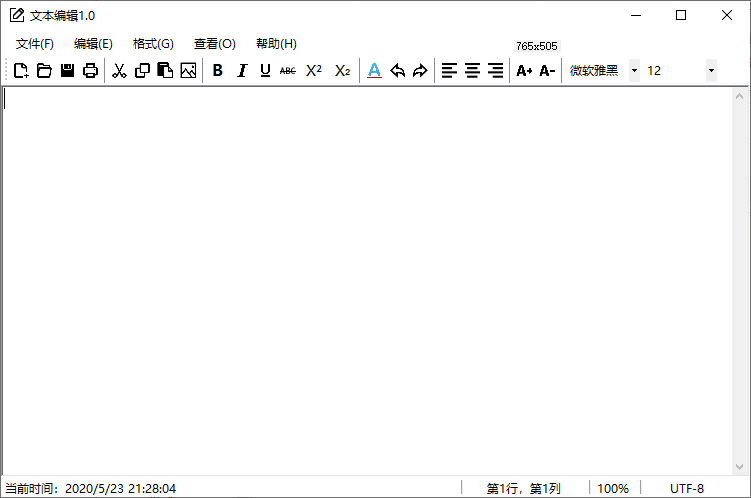 文本编辑1.0
文件(F) 编辑(E) 格式(G) 查看(O) 帮助(H)
765x505
B I U ABC X² X₂ A A+ A- 微软雅黑 12
当前时间：2020/5/23 21:28:04 第1行，第1列 100% UTF-8